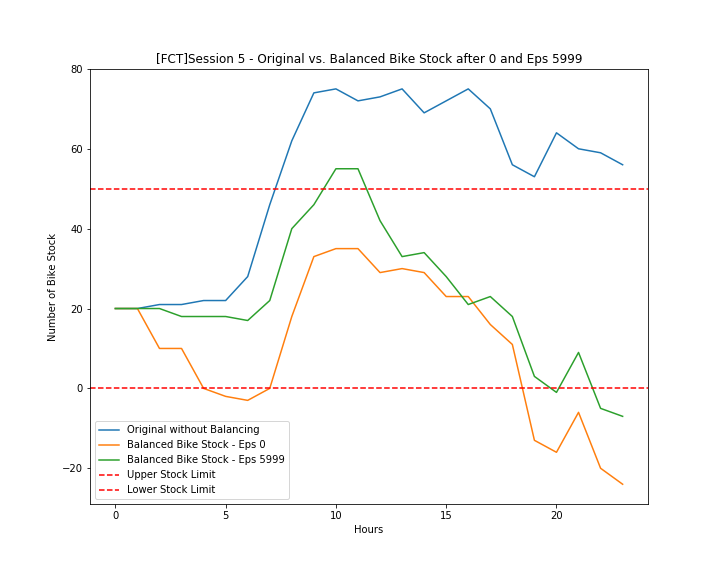 [FCT]Session 5 - Original vs. Balanced Bike Stock after 0 and Eps 5999
80
60
40
20
0
−20
Number of Bike Stock
Original without Balancing
Balanced Bike Stock - Eps 0
Balanced Bike Stock - Eps 5999
Upper Stock Limit
Lower Stock Limit
0 5 10 15 20
Hours